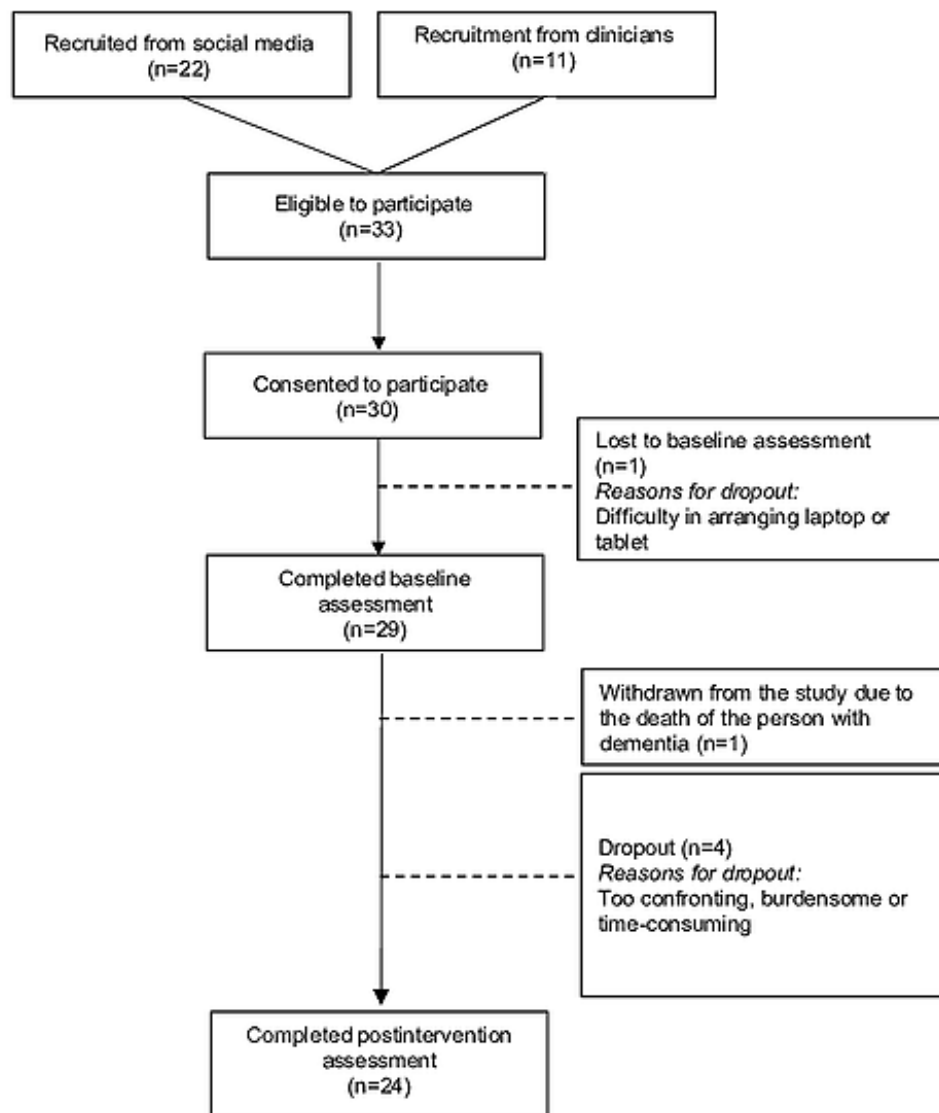 Recruited from social media
(n=22)
Recruitment from clinicians
(n=11)
Eligible to participate
(n=33)
Consented to participate
(n=30)
Lost to baseline assessment
(n=1)
Reasons for dropout:
Difficulty in arranging laptop or
tablet
Completed baseline
assessment
(n=29)
Withdrawn from the study due to
the death of the person with
dementia (n=1)
Dropout (n=4)
Reasons for dropout:
Too confronting, burdensome or
time-consuming
Completed postintervention
assessment
(n=24)